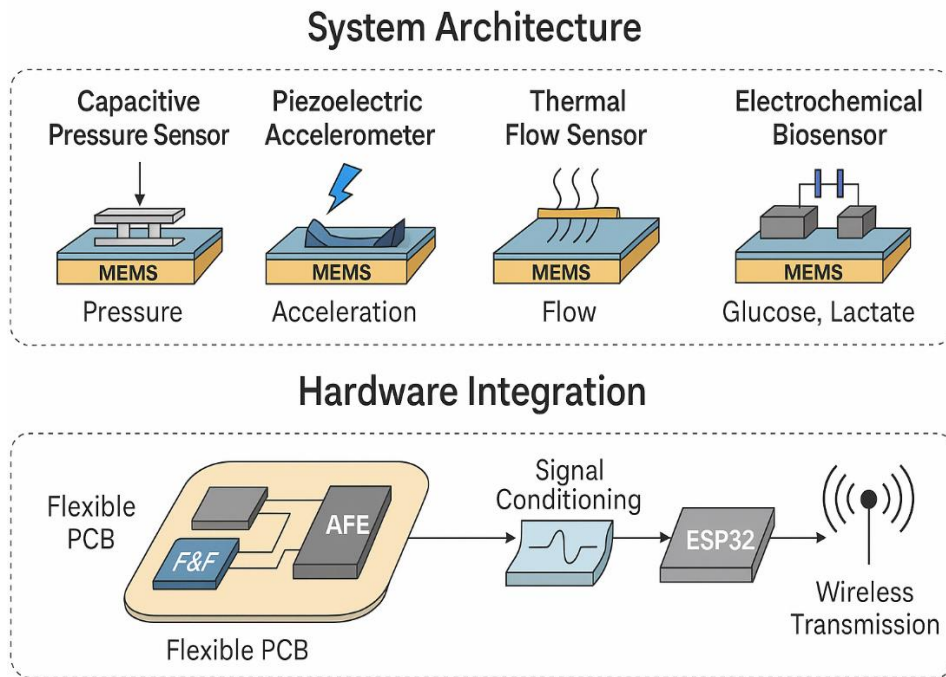 System Architecture
Capacitive
Pressure Sensor
Piezoelectric
Accelerometer
Thermal
Flow Sensor
Electrochemical
Biosensor
MEMS
MEMS
MEMS
MEMS
Pressure
Acceleration
Flow
Glucose, Lactate
Hardware Integration
Flexible
PCB
F&F
AFE
Flexible PCB
Signal
Conditioning
ESP32
Wireless
Transmission